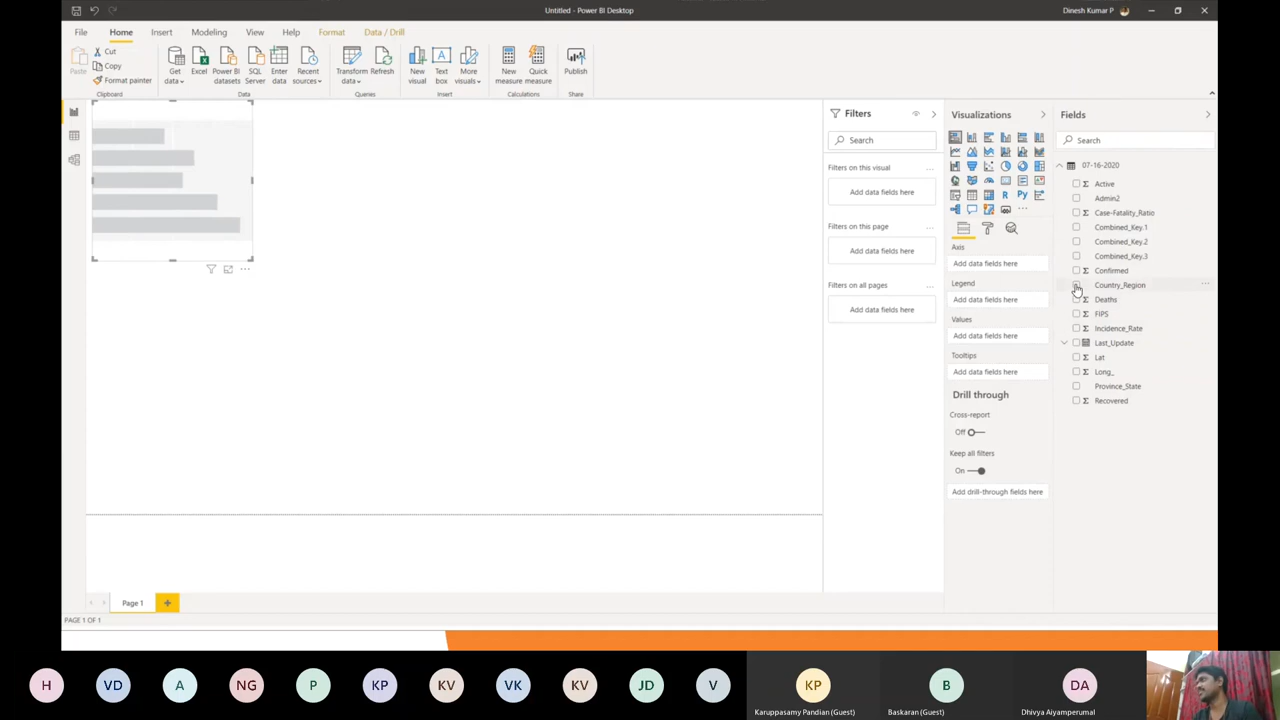 Untitled - Power BI Desktop
Dinesh Kumar P
File
Home
Insert
Modeling
View
Help
Format
Data / Drill
Paste
Cut
Copy
Format painter
Get data
Excel
Power BI datasets
SQL Server
Enter data
Recent sources
Transform data
Refresh
New visual
Text box
More visuals
New measure
Quick measure
Publish
Clipboard
Data
Queries
Insert
Calculations
Share
Filters
Search
Filters on this visual
...
Add data fields here
Filters on this page
...
Add data fields here
Filters on all pages
...
Add data fields here
Visualizations
R
Py
...
Axis
Add data fields here
Legend
Add data fields here
Values
Add data fields here
Tooltips
Add data fields here
Drill through
Cross-report
Off
Keep all filters
On
Add drill-through fields here
Fields
Search
07-16-2020
Σ Active
Admin2
Σ Case-Fatality_Ratio
Combined_Key.1
Combined_Key.2
Combined_Key.3
Σ Confirmed
Country_Region
...
Σ Deaths
Σ FIPS
Σ Incidence_Rate
Last_Update
Σ Lat
Σ Long_
Province_State
Σ Recovered
Page 1
PAGE 1 OF 1
H
VD
A
NG
P
KP
KV
VK
KV
JD
V
KP
Karuppasamy Pandian (Guest)
B
Baskaran (Guest)
DA
Dhivya Aiyamperumal